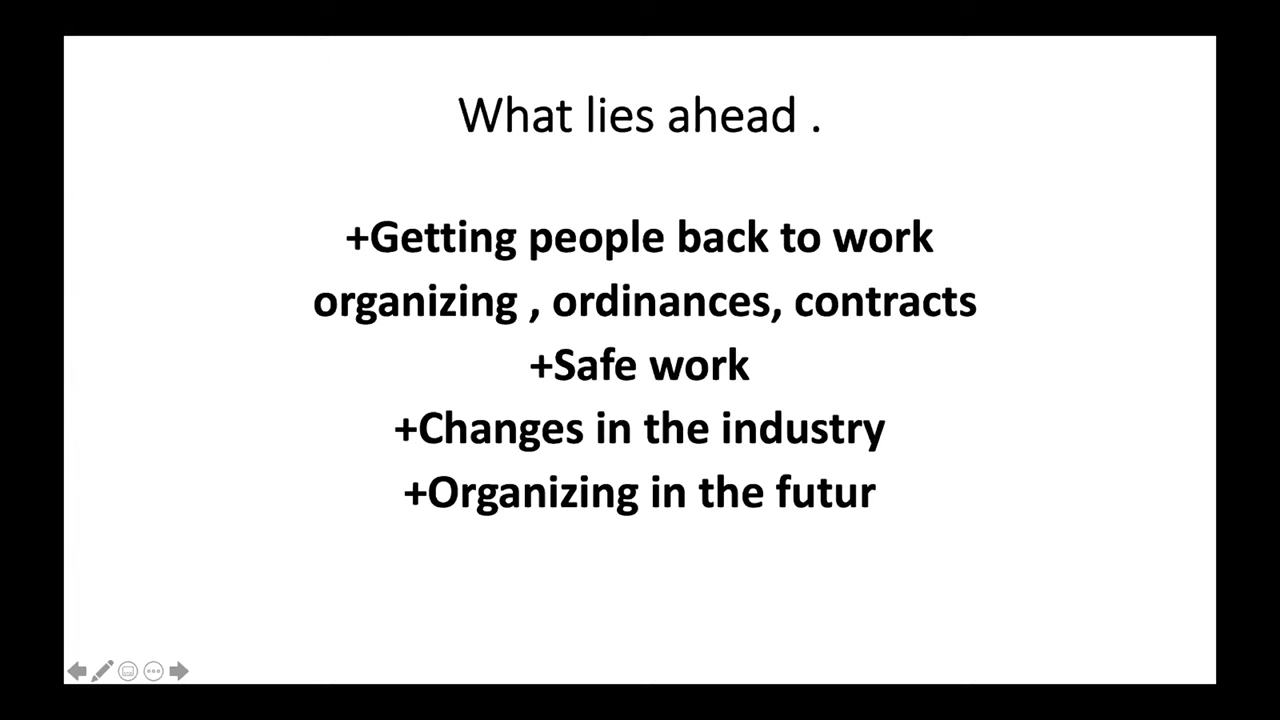 What lies ahead .
+Getting people back to work
organizing , ordinances, contracts
+Safe work
+Changes in the industry
+Organizing in the futur